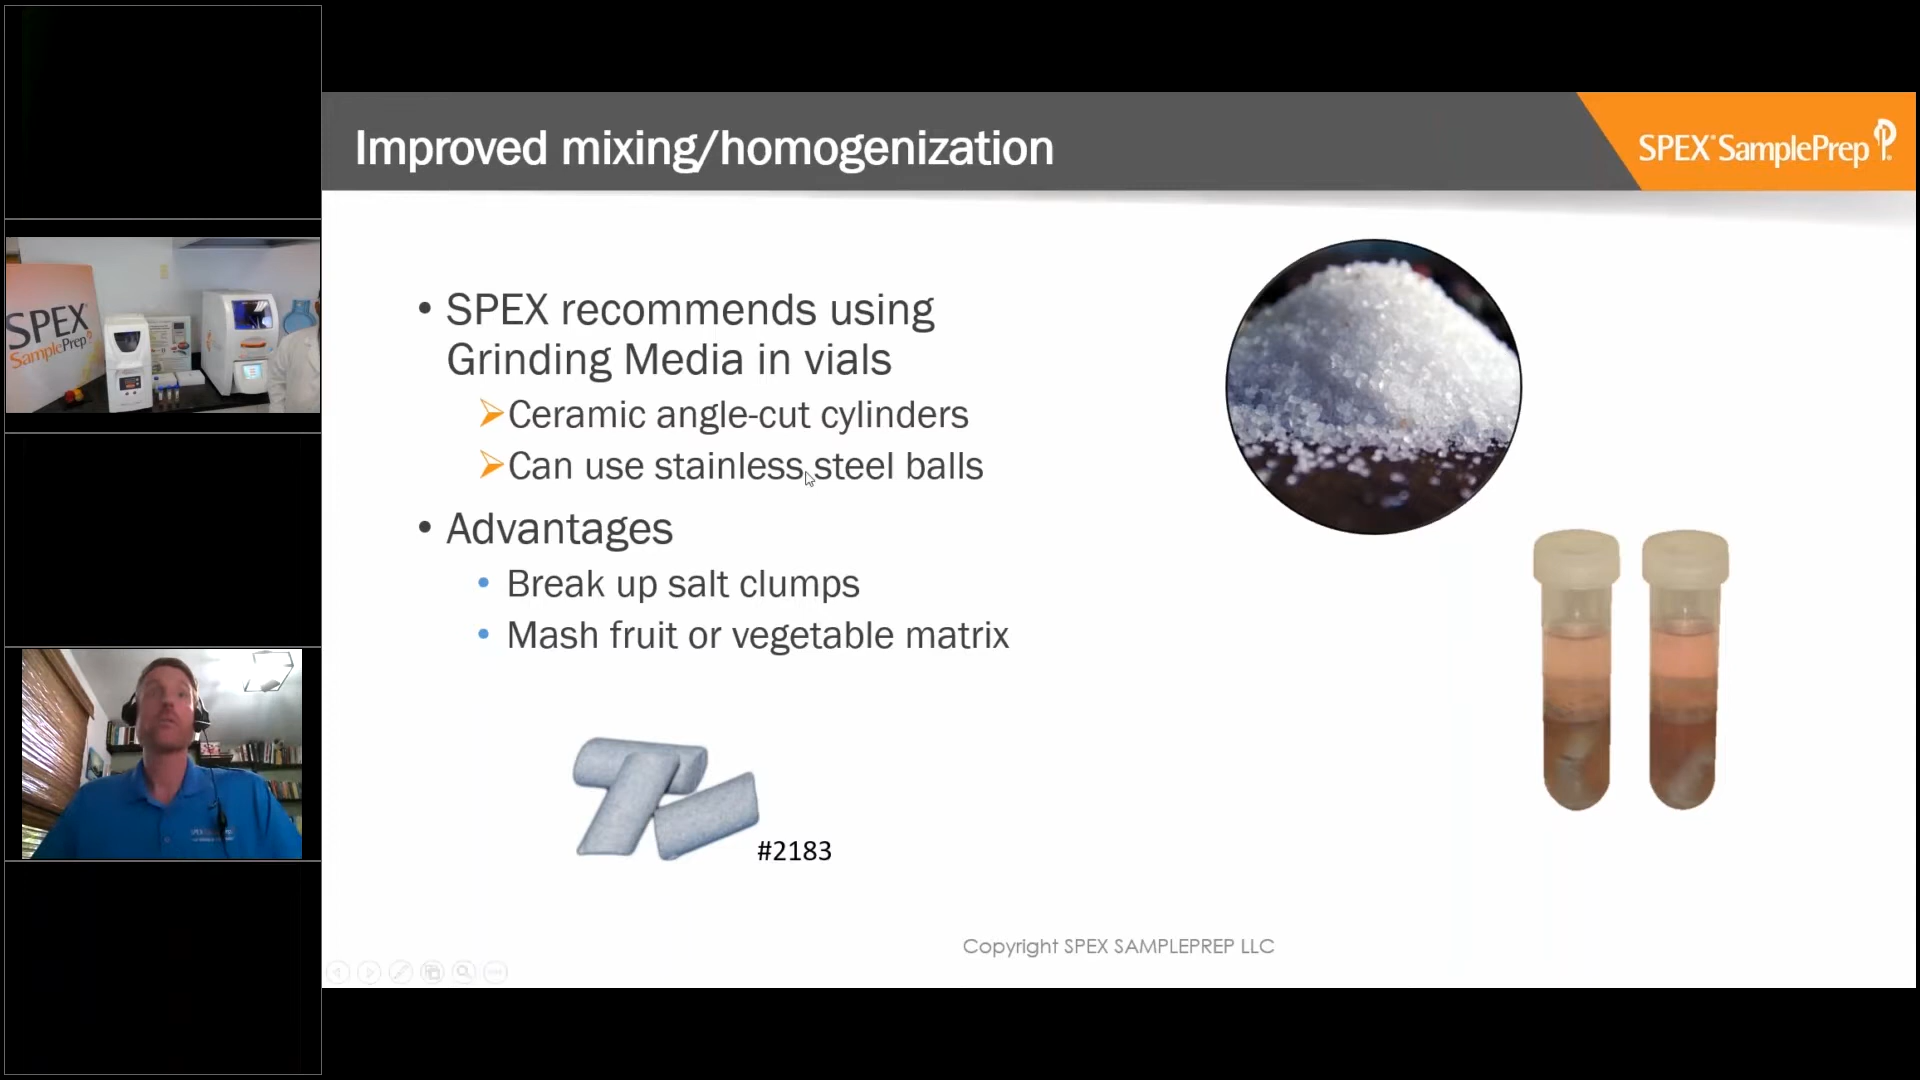 Improved mixing/homogenization
SPEX® SamplePrep
• SPEX recommends using
Grinding Media in vials
➢Ceramic angle-cut cylinders
➢Can use stainless steel balls
• Advantages
• Break up salt clumps
• Mash fruit or vegetable matrix
#2183
Copyright SPEX SAMPLEPREP LLC
SPEX
SamplePrep